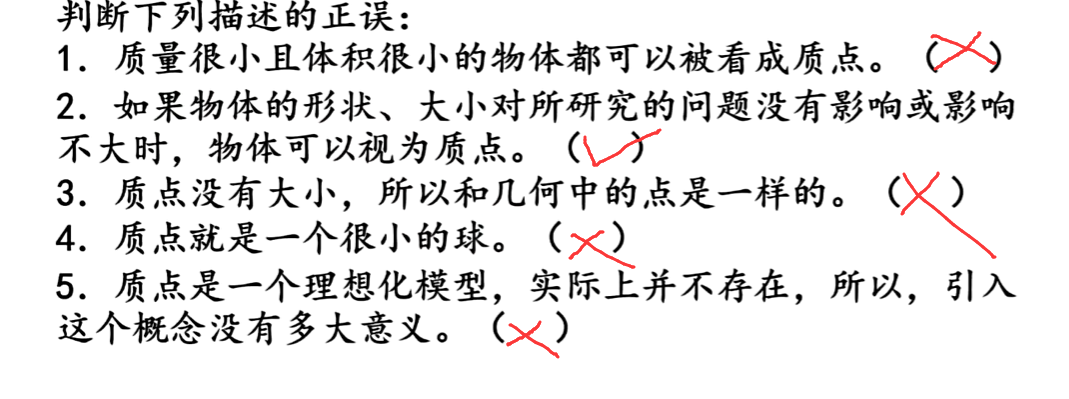 判断下列描述的正误：
1．质量很小且体积很小的物体都可以被看成质点。（×）
2．如果物体的形状、大小对所研究的问题没有影响或影响
不大时，物体可以视为质点。（✓）
3．质点没有大小，所以和几何中的点是一样的。（×）
4．质点就是一个很小的球。（×）
5．质点是一个理想化模型，实际上并不存在，所以，引入
这个概念没有多大意义。（×）